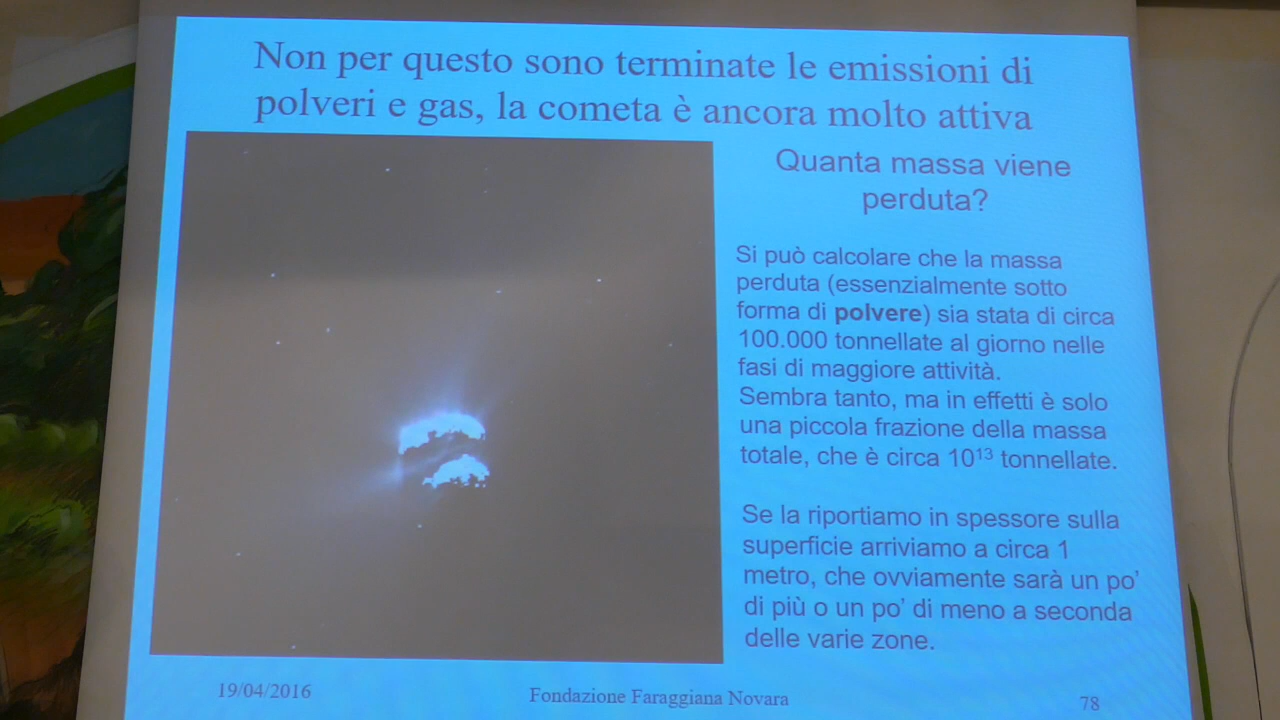 Non per questo sono terminate le emissioni di
polveri e gas, la cometa è ancora molto attiva
Quanta massa viene
perduta?
Si può calcolare che la massa
perduta (essenzialmente sotto
forma di polvere) sia stata di circa
100.000 tonnellate al giorno nelle
fasi di maggiore attività.
Sembra tanto, ma in effetti è solo
una piccola frazione della massa
totale, che è circa 10¹³ tonnellate.
Se la riportiamo in spessore sulla
superficie arriviamo a circa 1
metro, che ovviamente sarà un po’
di più o un po’ di meno a seconda
delle varie zone.
19/04/2016
Fondazione Faraggiana Novara
78